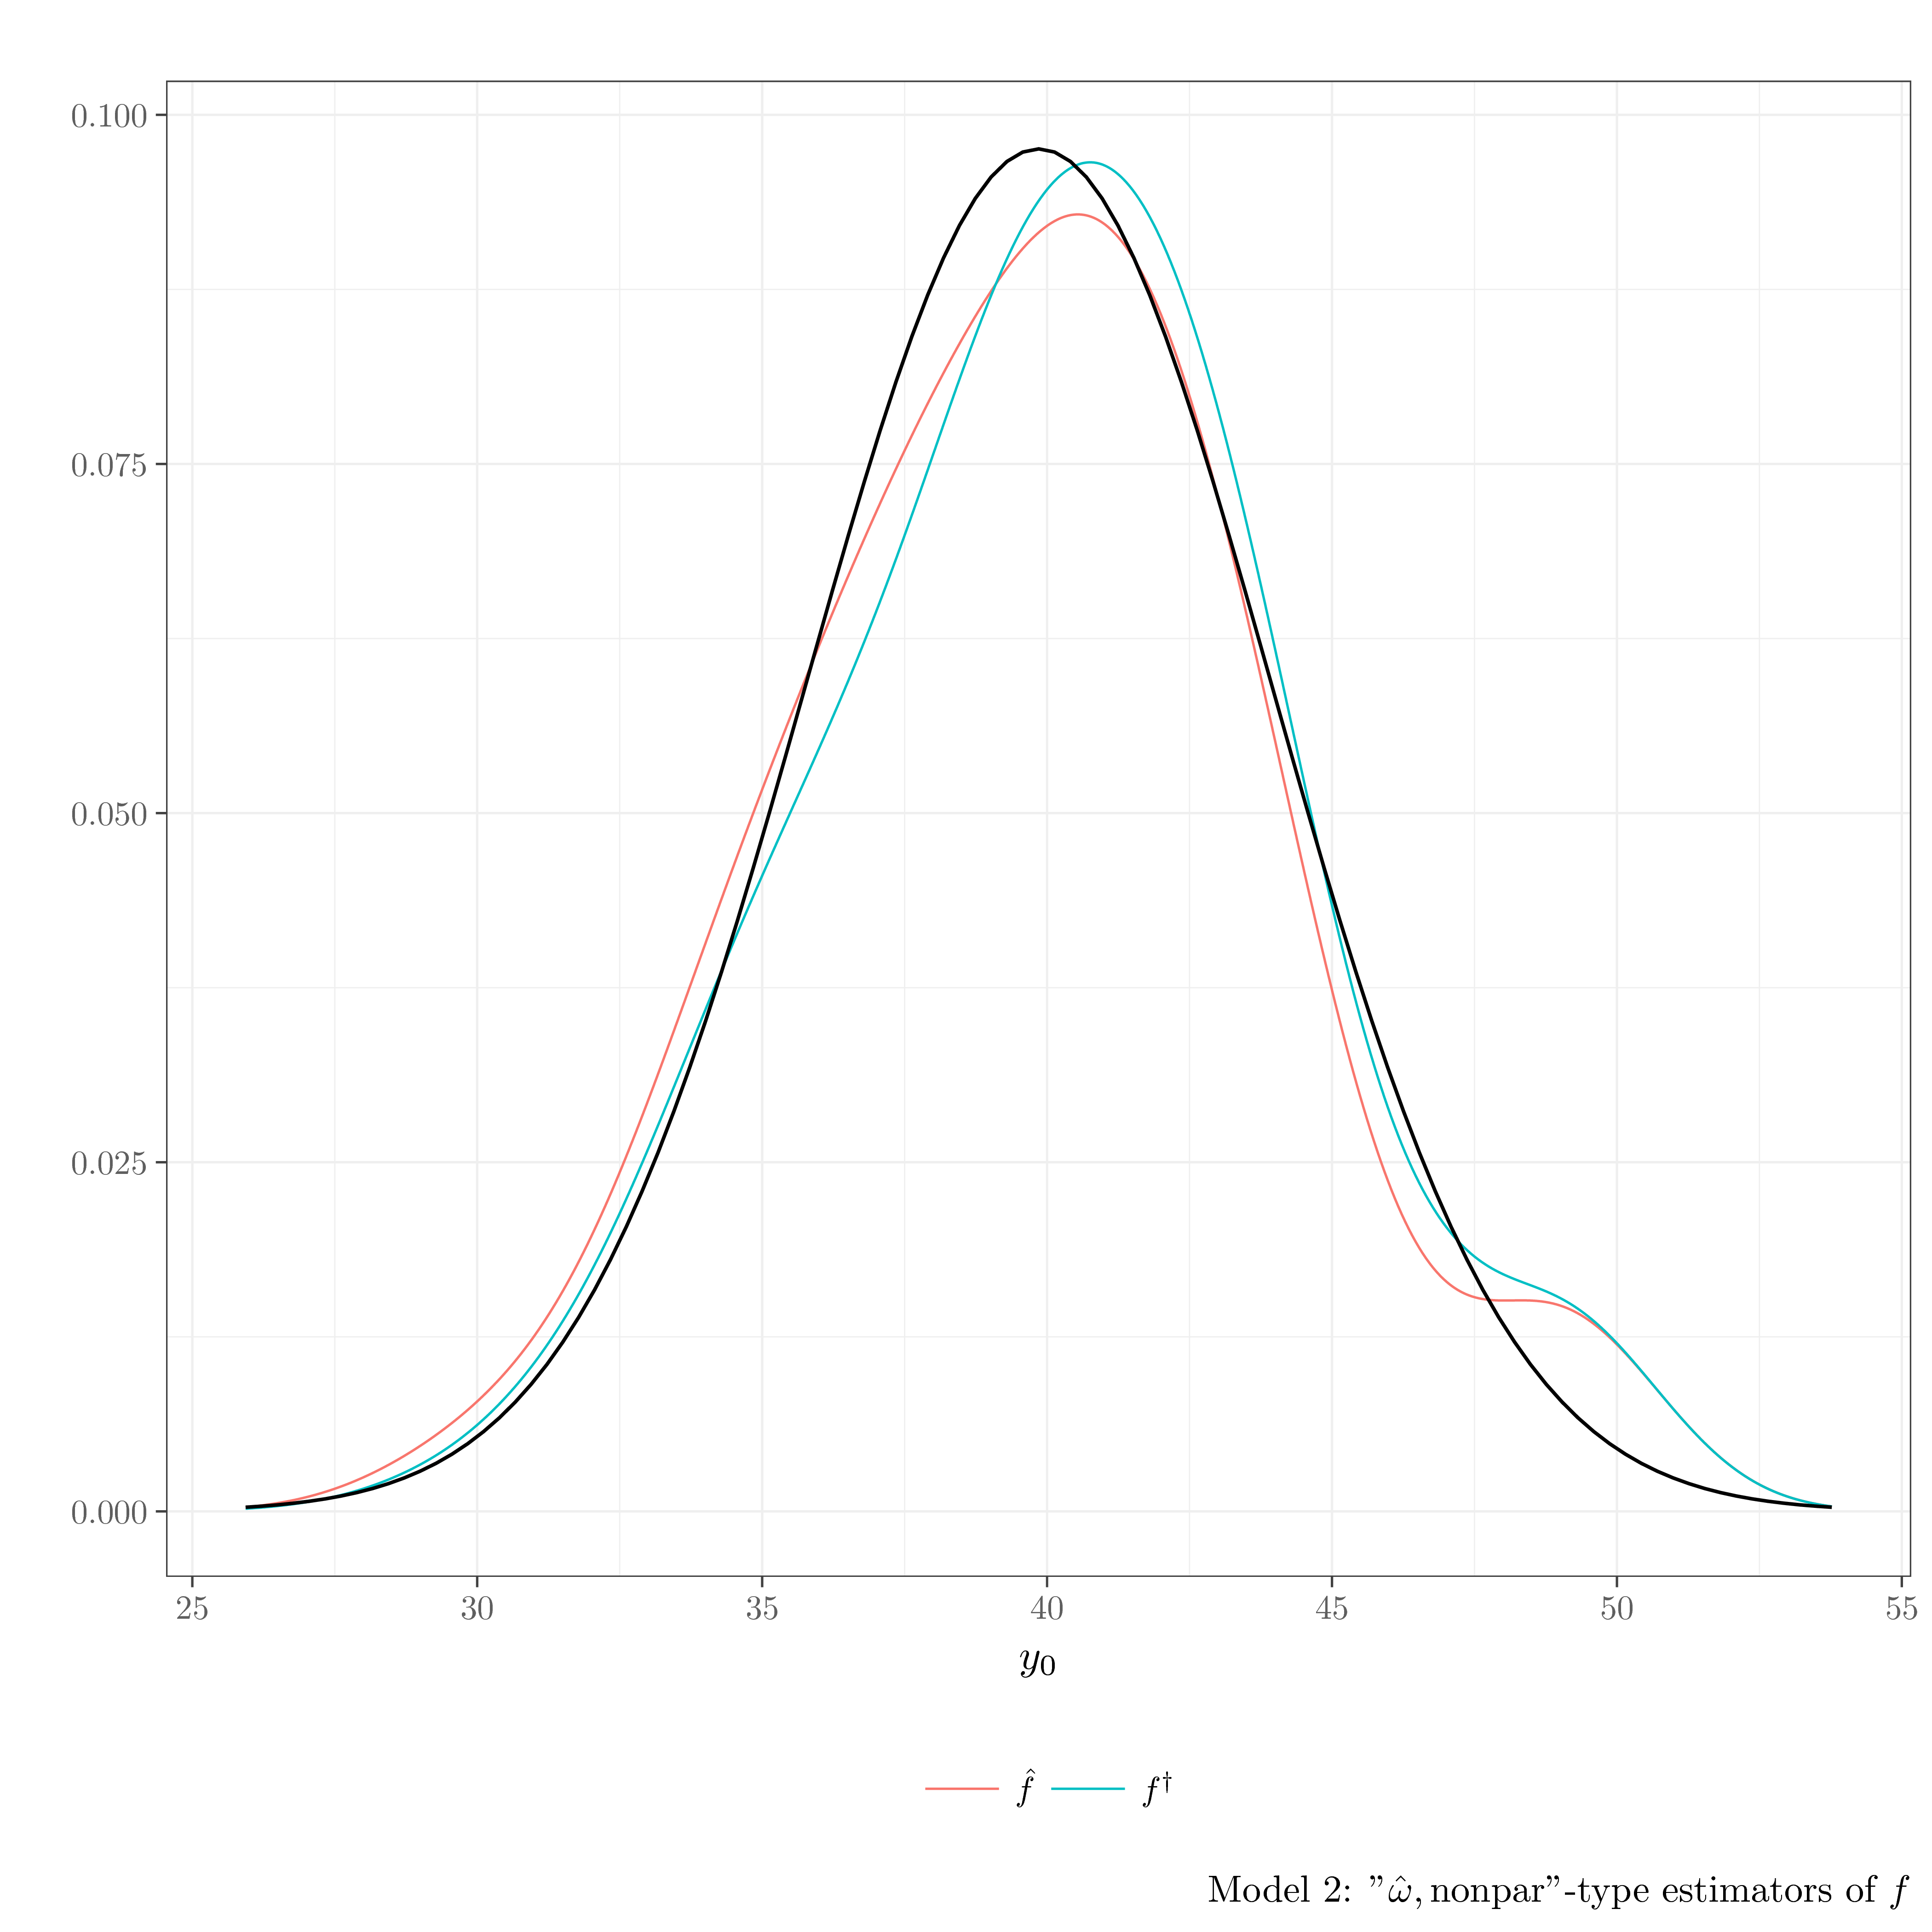 0.100
0.075
0.050
0.025
0.000
25 30 35 40 45 50 55
y₀
f̂ f†
Model 2: ”ω̂, nonpar”-type estimators of f